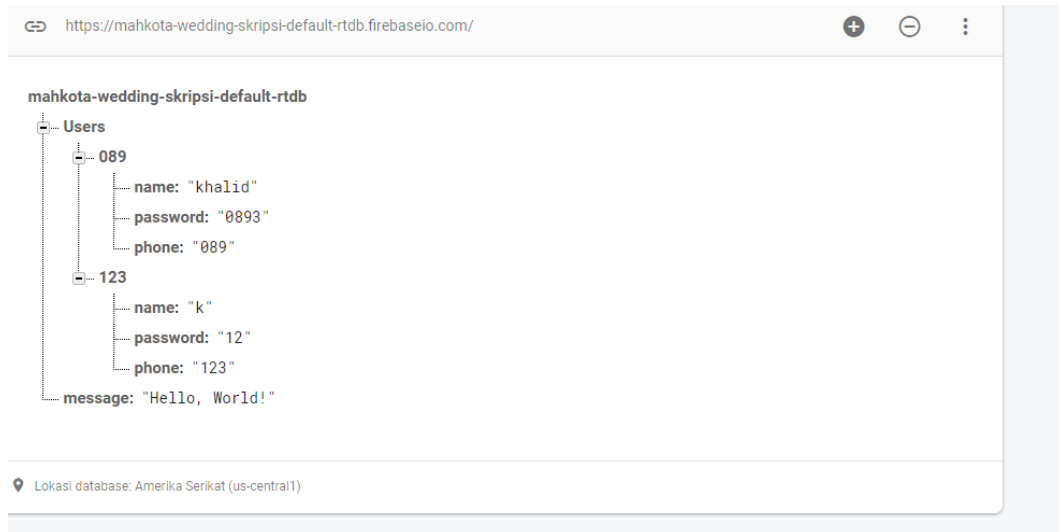 https://mahkota-wedding-skripsi-default-rtdb.firebaseio.com/
mahkota-wedding-skripsi-default-rtdb
Users
089
name: "khalid"
password: "0893"
phone: "089"
123
name: "k"
password: "12"
phone: "123"
message: "Hello, World!"
Lokasi database: Amerika Serikat (us-central1)